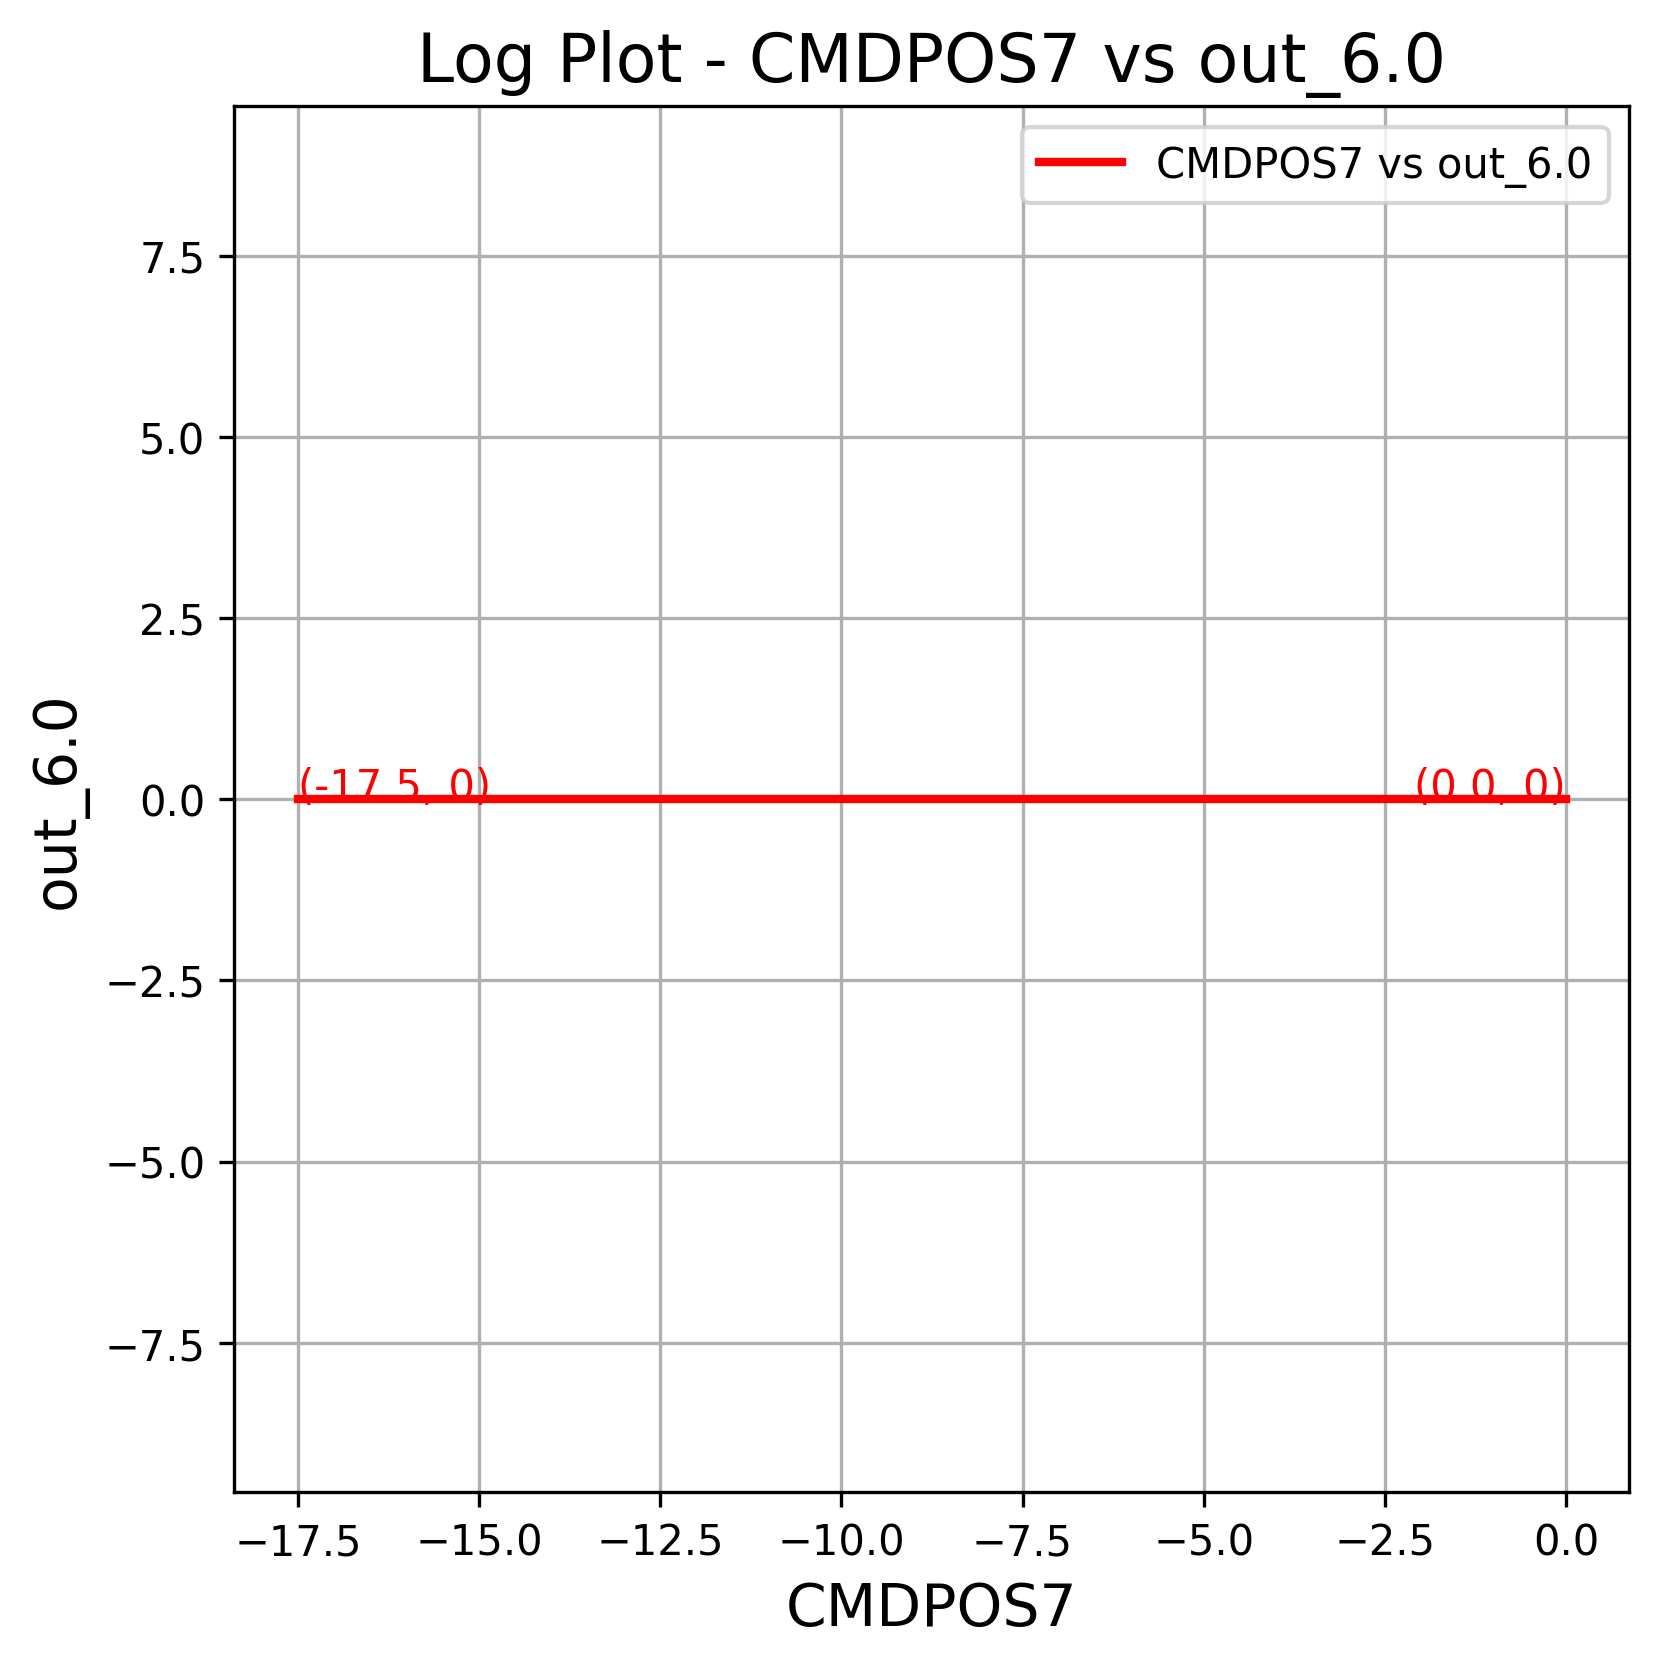 Log Plot - CMDPOS7 vs out_6.0
CMDPOS7 vs out_6.0
7.5
5.0
2.5
0.0
−2.5
−5.0
−7.5
out_6.0
(-17.5, 0)
(0.0, 0)
−17.5 −15.0 −12.5 −10.0 −7.5 −5.0 −2.5 0.0
CMDPOS7